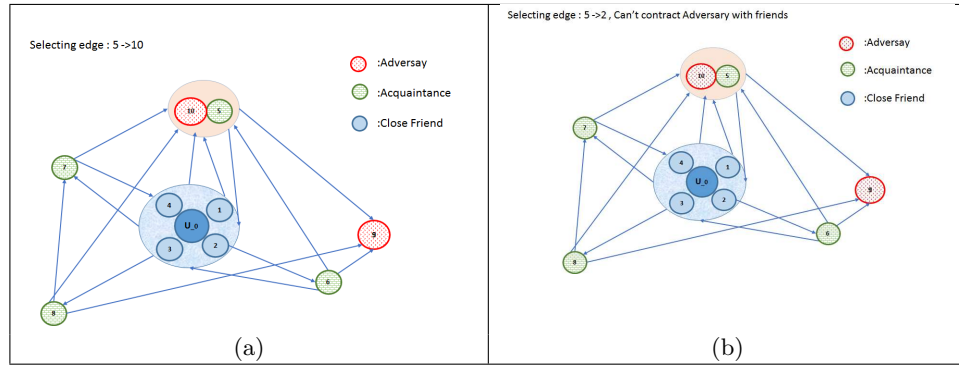 Selecting edge : 5 ->10
:Adversay
:Acquaintance
:Close Friend
10
5
7
4
1
U_0
3
2
9
6
8
(a)
Selecting edge : 5 ->2 , Can't contract Adversary with friends
:Adversay
:Acquaintance
:Close Friend
10
5
7
4
1
U_0
3
2
9
6
8
(b)